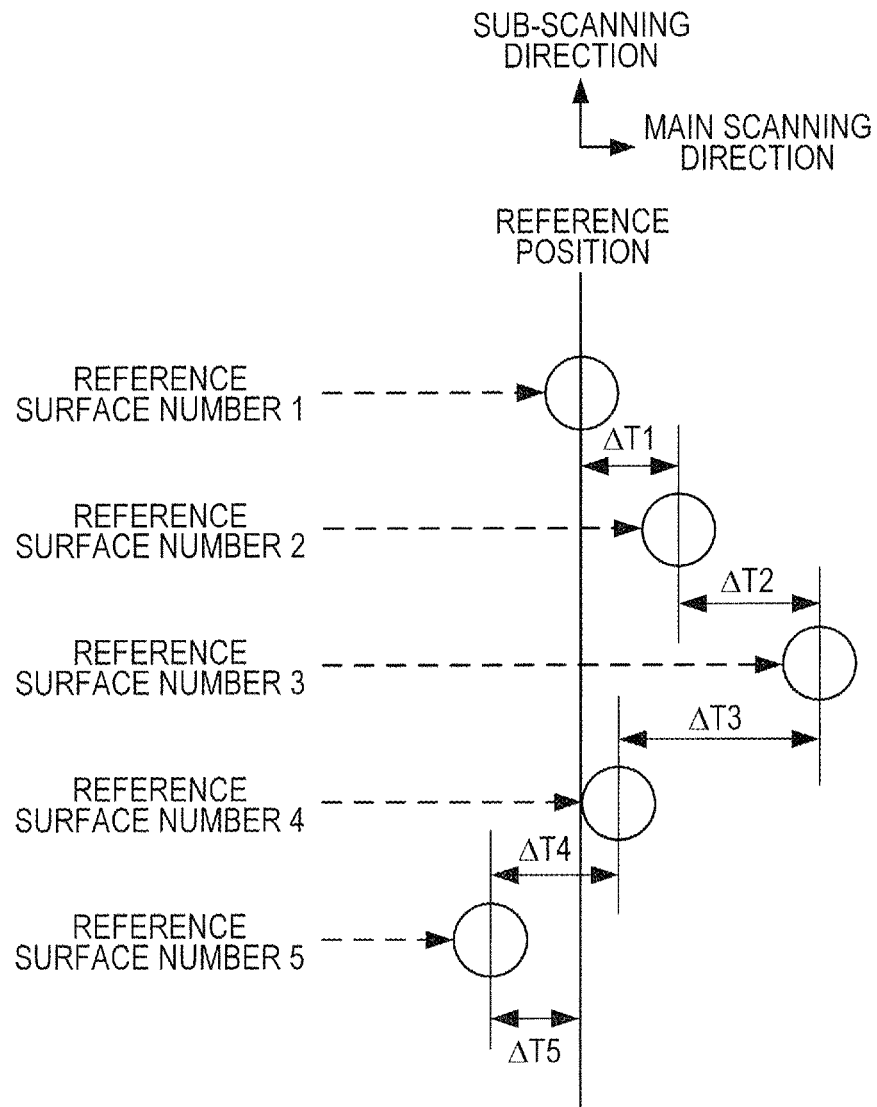 SUB-SCANNING
DIRECTION
MAIN SCANNING
DIRECTION
REFERENCE
POSITION
REFERENCE
SURFACE NUMBER 1
ΔT1
REFERENCE
SURFACE NUMBER 2
ΔT2
REFERENCE
SURFACE NUMBER 3
ΔT3
REFERENCE
SURFACE NUMBER 4
ΔT4
REFERENCE
SURFACE NUMBER 5
ΔT5